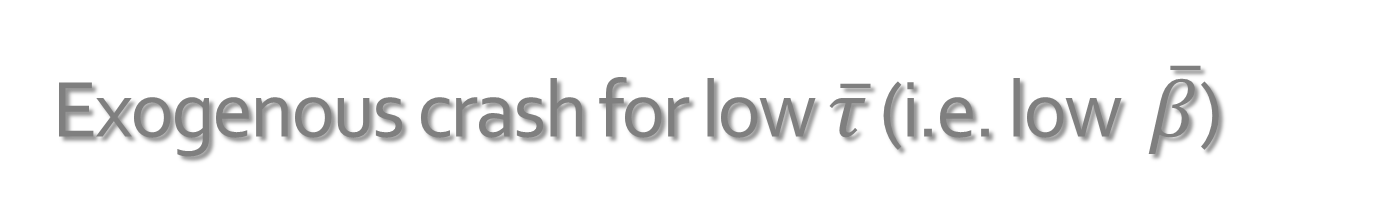 Exogenous crash for low τ̄ (i.e. low β̄)